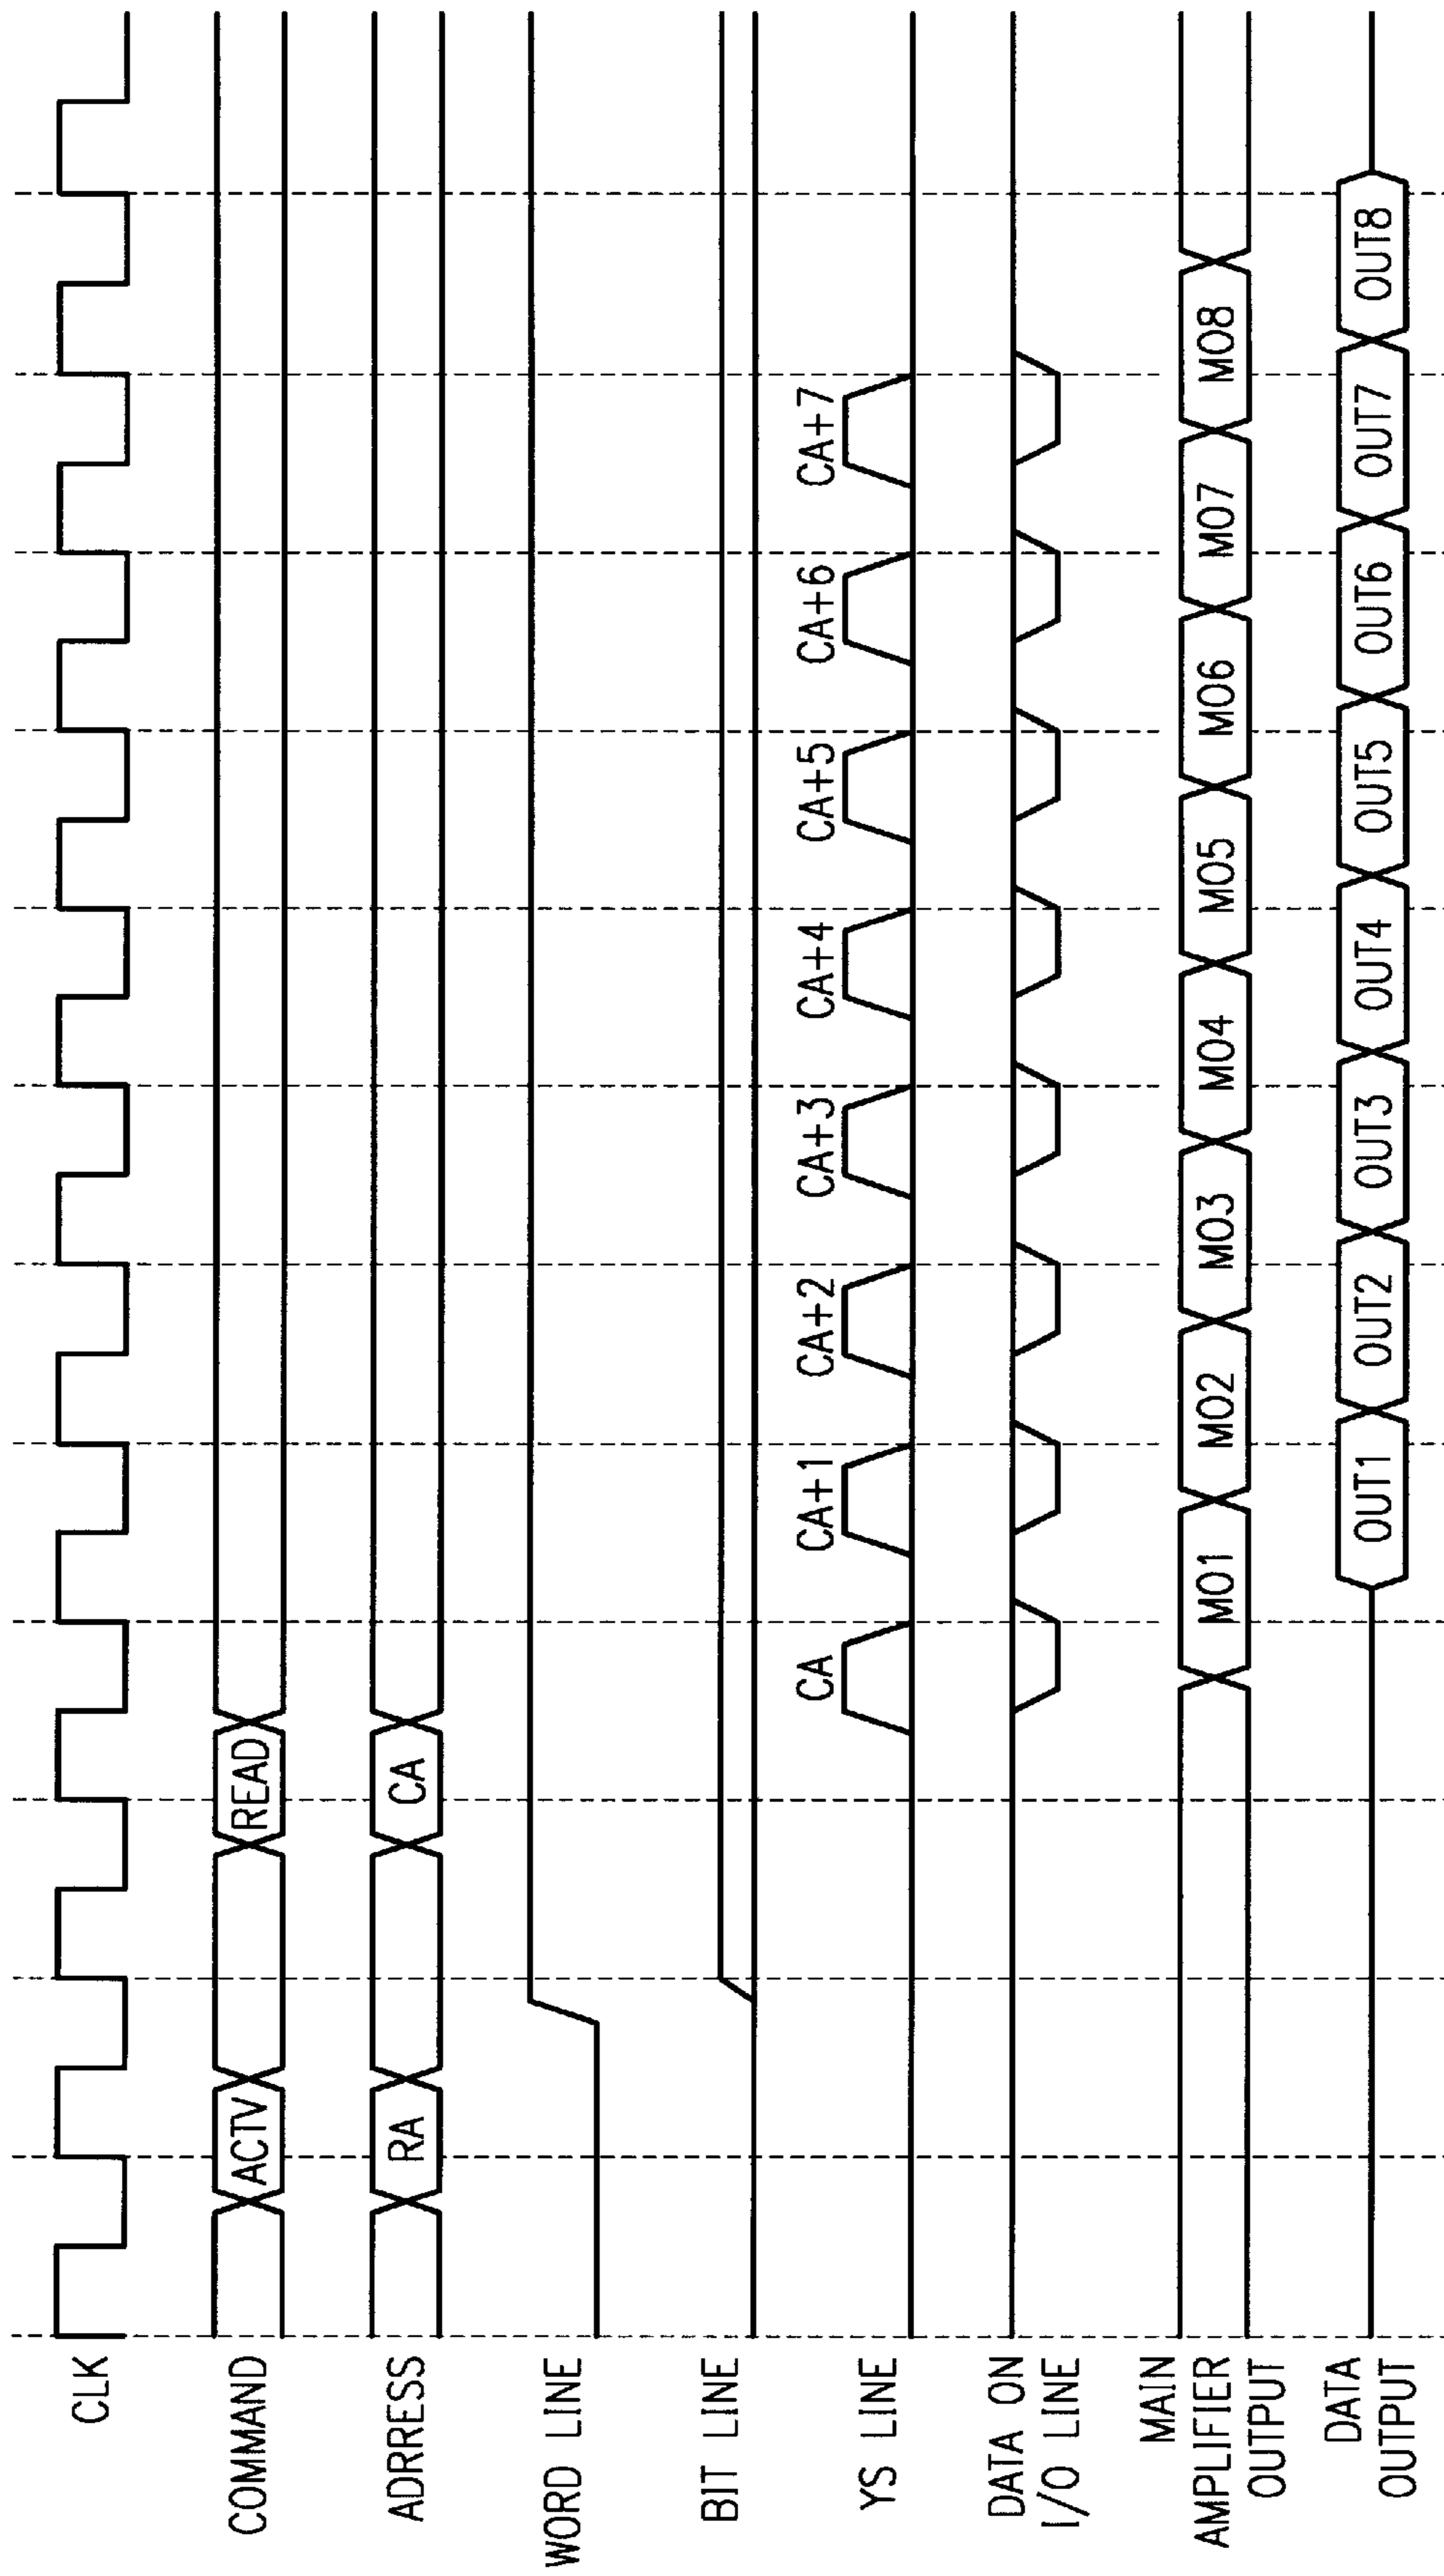 CLK
COMMAND
ACTV
READ
ADRRESS
RA
CA
WORD LINE
BIT LINE
YS LINE
CA
CA+1
CA+2
CA+3
CA+4
CA+5
CA+6
CA+7
DATA ON
I/O LINE
MAIN
AMPLIFIER
OUTPUT
MO1
MO2
MO3
MO4
MO5
MO6
MO7
MO8
DATA
OUTPUT
OUT1
OUT2
OUT3
OUT4
OUT5
OUT6
OUT7
OUT8